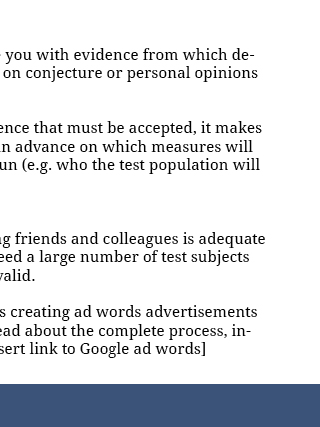 you with evidence from which de-
on conjecture or personal opinions
ence that must be accepted, it makes
in advance on which measures will
un (e.g. who the test population will
ng friends and colleagues is adequate
eed a large number of test subjects
valid.
s creating ad words advertisements
ead about the complete process, in-
sert link to Google ad words]